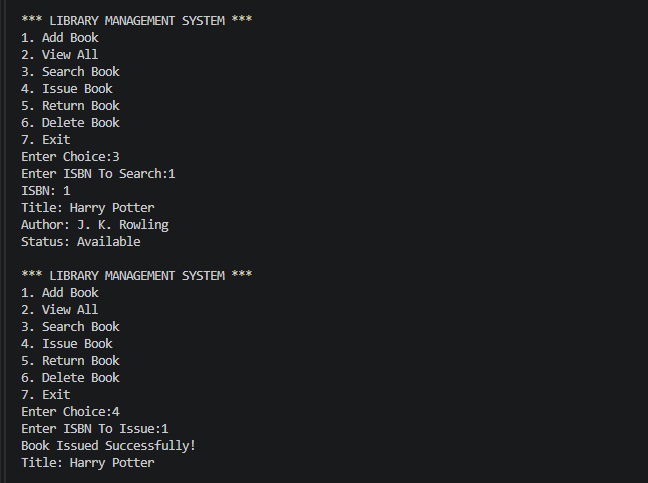 *** LIBRARY MANAGEMENT SYSTEM ***
1. Add Book
2. View All
3. Search Book
4. Issue Book
5. Return Book
6. Delete Book
7. Exit
Enter Choice:3
Enter ISBN To Search:1
ISBN: 1
Title: Harry Potter
Author: J. K. Rowling
Status: Available
*** LIBRARY MANAGEMENT SYSTEM ***
1. Add Book
2. View All
3. Search Book
4. Issue Book
5. Return Book
6. Delete Book
7. Exit
Enter Choice:4
Enter ISBN To Issue:1
Book Issued Successfully!
Title: Harry Potter